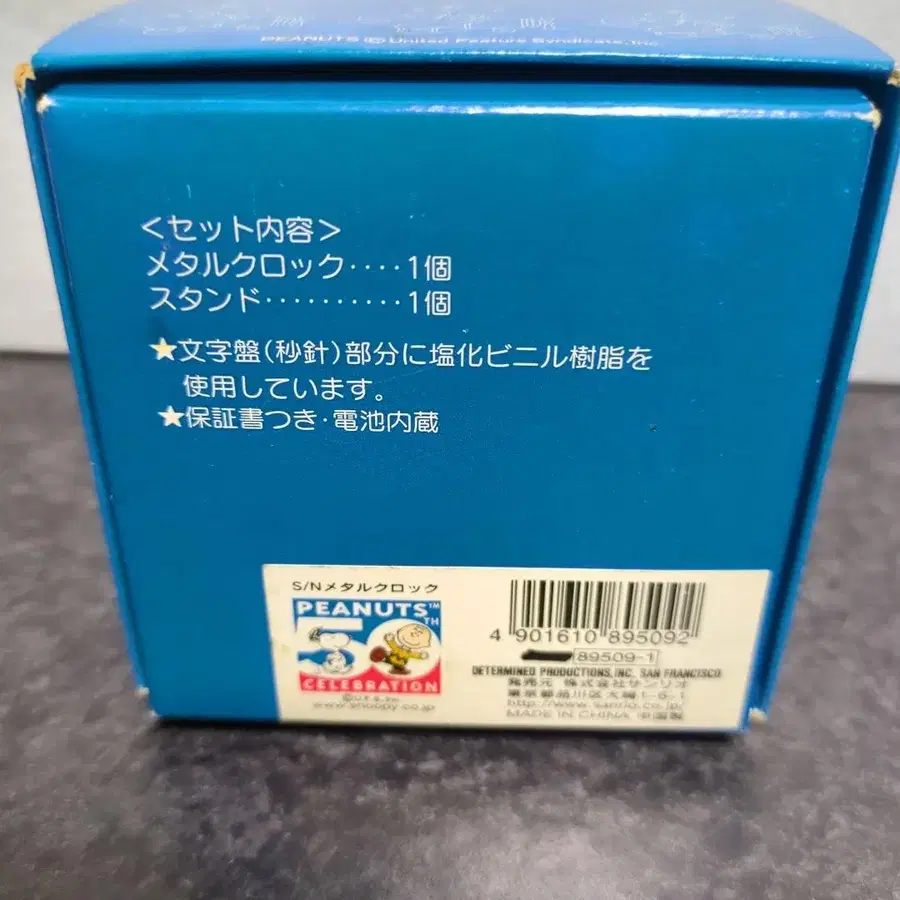 PEANUTS © United Feature Syndicate, Inc.
<セット内容>
メタルクロック････1個
スタンド･･････････1個
★文字盤(秒針)部分に塩化ビニル樹脂を
使用しています。
★保証書つき・電池内蔵
S/Nメタルクロック
PEANUTS™
50TH
CELEBRATION
www.snoopy.co.jp
4 901610 895092
89509-1
DETERMINED PRODUCTIONS, INC. SAN FRANCISCO
発売元 株式会社サンリオ
東京都品川区大崎1-6-1
http://www.sanrio.co.jp
MADE IN CHINA 中国製